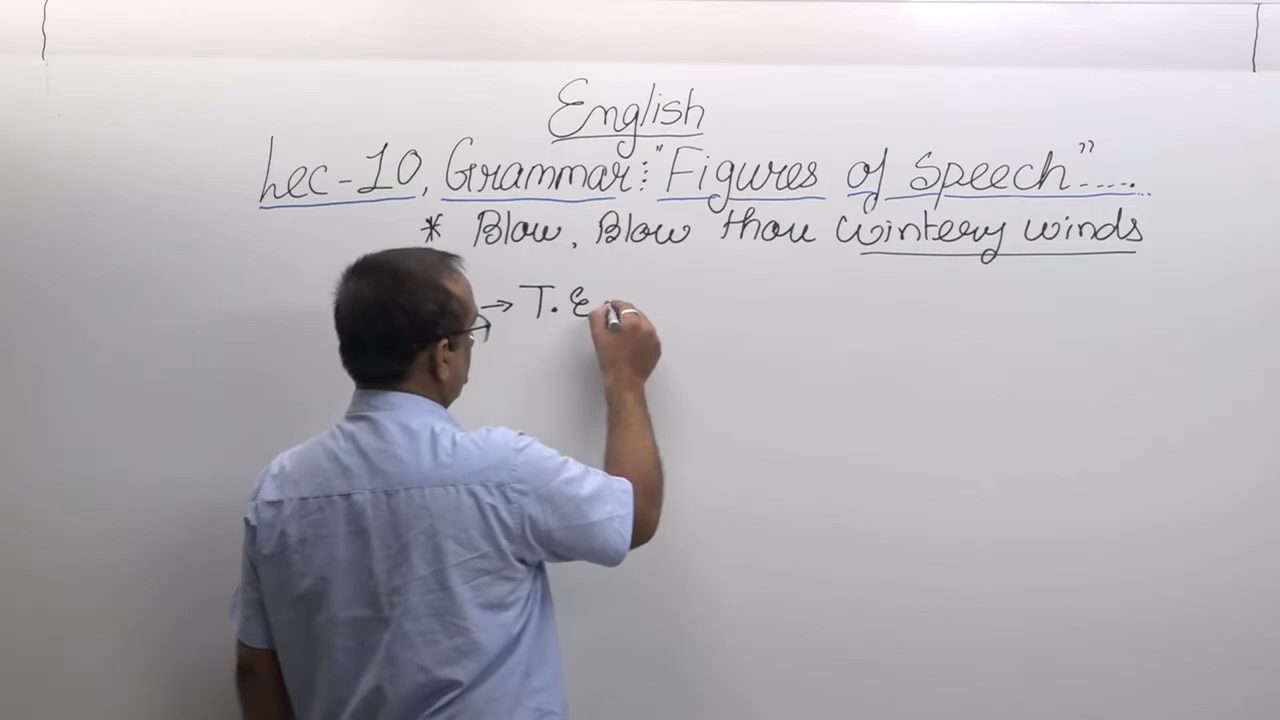 English
Lec-10, Grammar: "Figures of Speech".....
* Blow, Blow thou wintery winds
→ T. E